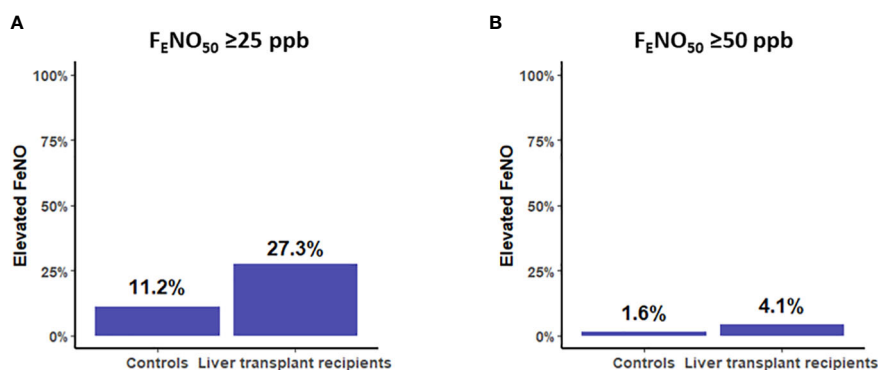 A
FENO50 ≥25 ppb
Elevated FeNO
100%
75%
50%
25%
0%
11.2%
27.3%
Controls
Liver transplant recipients
B
FENO50 ≥50 ppb
Elevated FeNO
100%
75%
50%
25%
0%
1.6%
4.1%
Controls
Liver transplant recipients